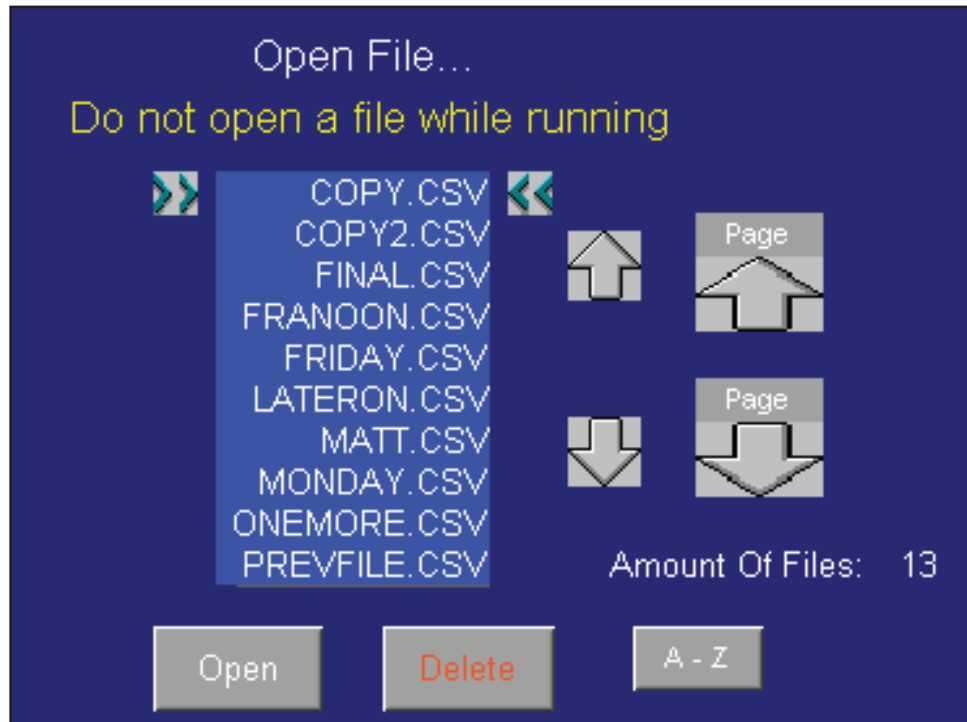 Open File...
Do not open a file while running
COPY.CSV
COPY2.CSV
FINAL.CSV
FRANOON.CSV
FRIDAY.CSV
LATERON.CSV
MATT.CSV
MONDAY.CSV
ONEMORE.CSV
PREVFILE.CSV
Page
Page
Amount Of Files: 13
Open
Delete
A - Z